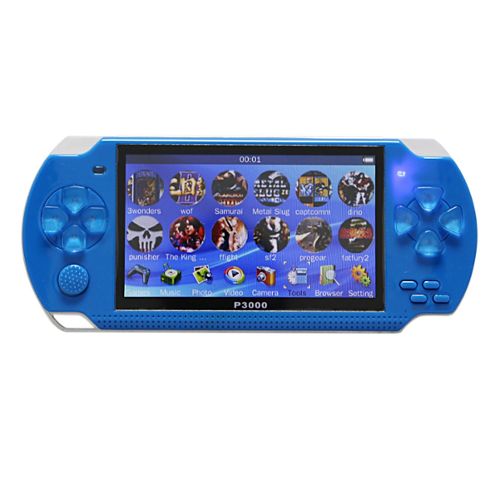 00:01
3wonders wof Samurai Metal Slug captcomm dino
punisher The King ... ffight sf2 progear fatfury2
Games Music Photo Video Camera Tools Browser Setting
P3000